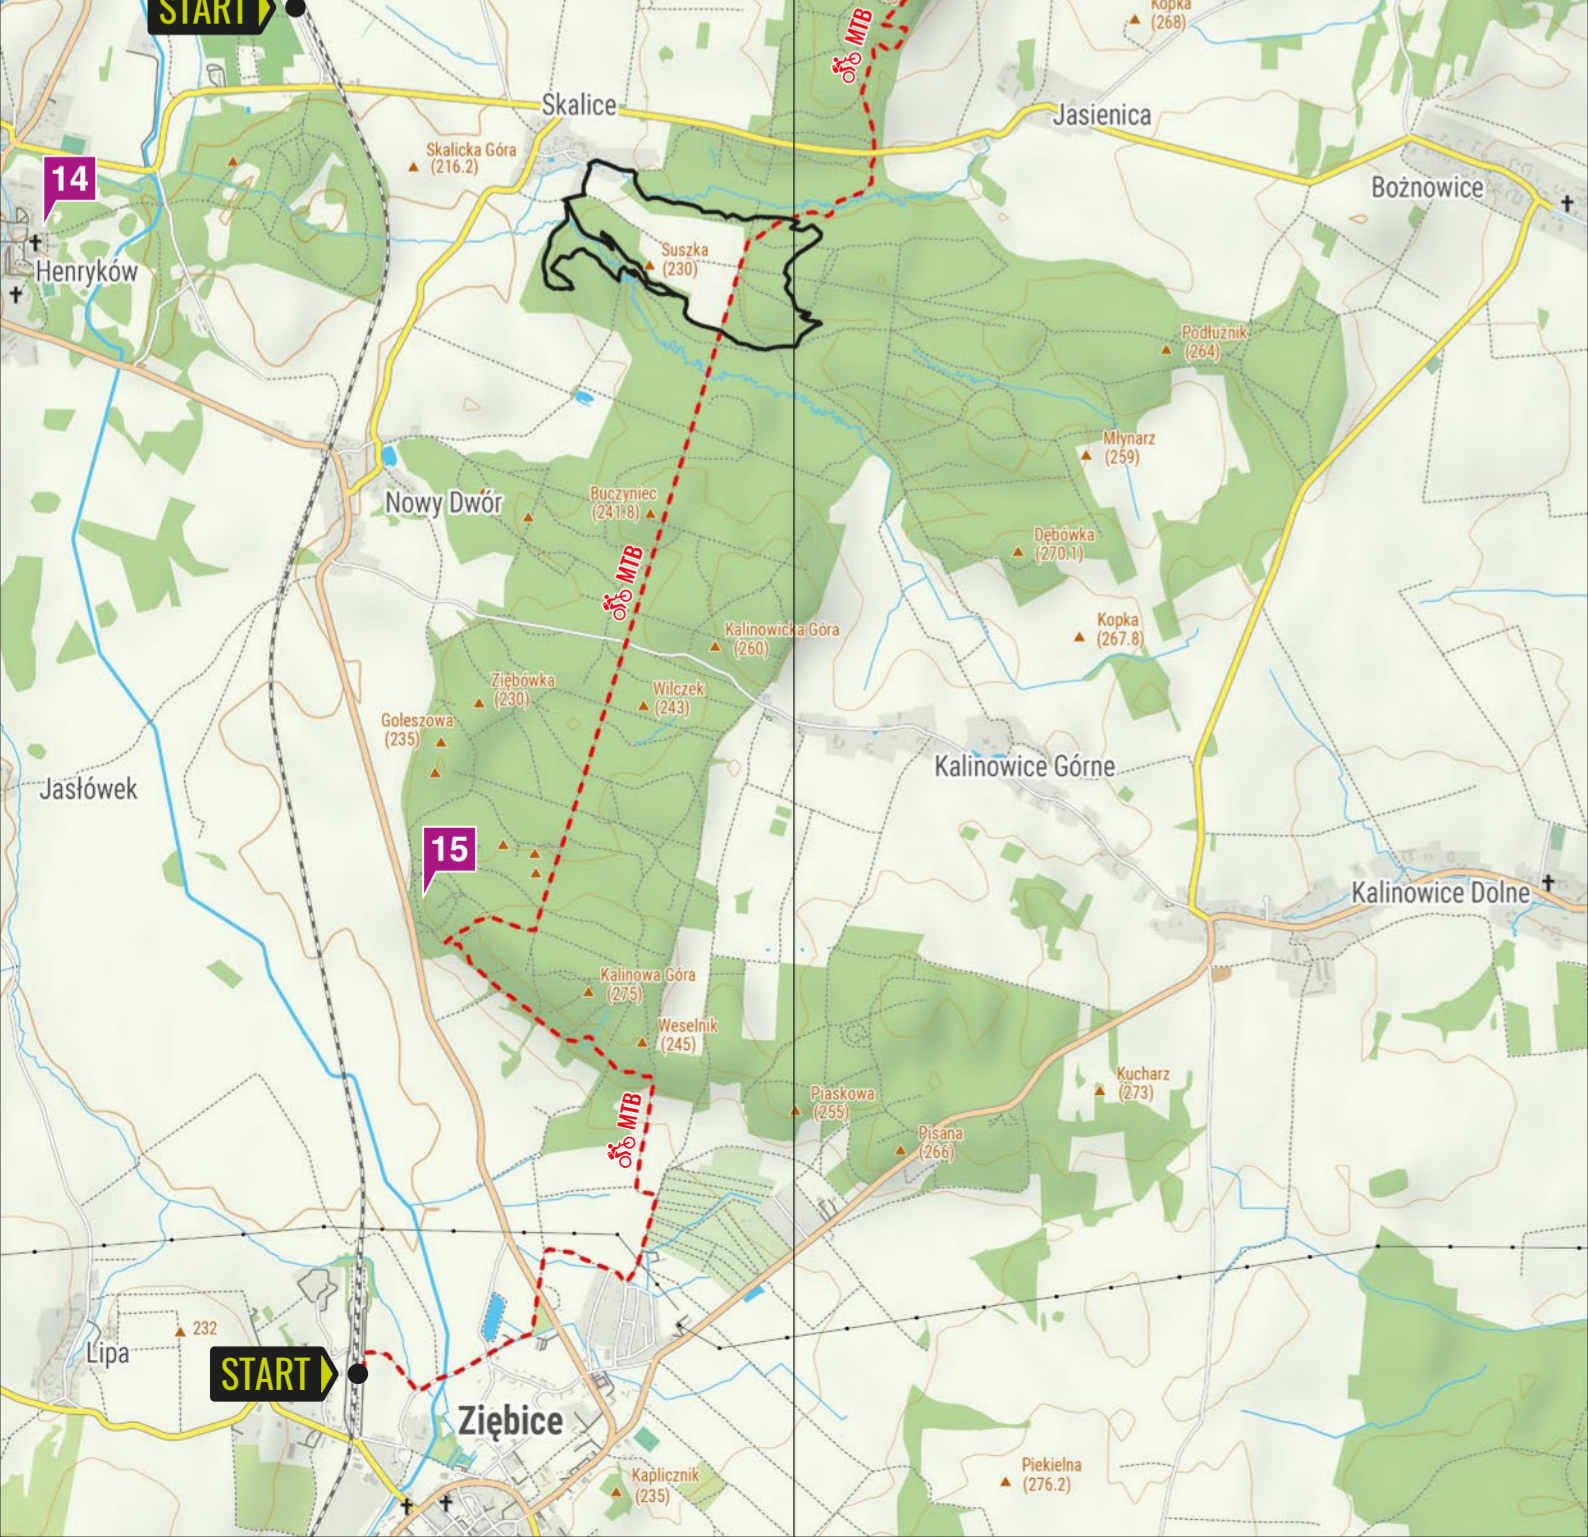 START
Kopka
(268)
MTB
Skalice
Jasienica
Skalicka Góra
(216.2)
14
Bożnowice
Henryków
Suszka
(230)
Podłużnik
(264)
Młynarz
(259)
Nowy Dwór
Buczyniec
(241.8)
Dębówka
(270.1)
MTB
Kalinowicka Góra
(260)
Kopka
(267.8)
Ziębówka
(230)
Wilczek
(243)
Goleszowa
(235)
Kalinowice Górne
Jasłówek
15
Kalinowice Dolne
Kalinowa Góra
(275)
Weselnik
(245)
Kucharz
(273)
Piaskowa
(255)
MTB
Pisana
(266)
232
Lipa
START
Ziębice
Kaplicznik
(235)
Piekielna
(276.2)